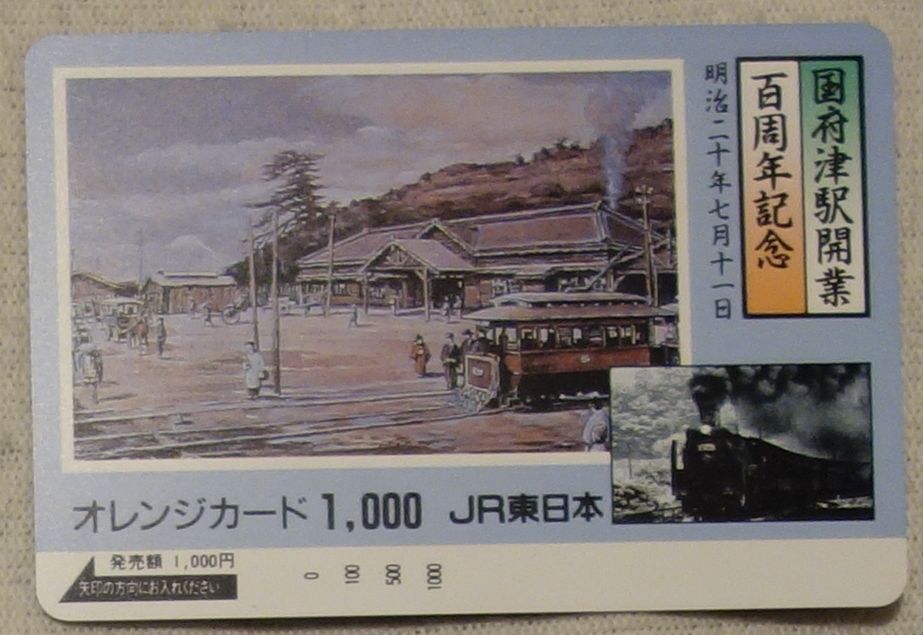 国府津駅開業
百周年記念
明治二十年七月十一日
オレンジカード 1,000 JR東日本
発売額 1,000円
矢印の方向にお入れください
0 100 500 1000